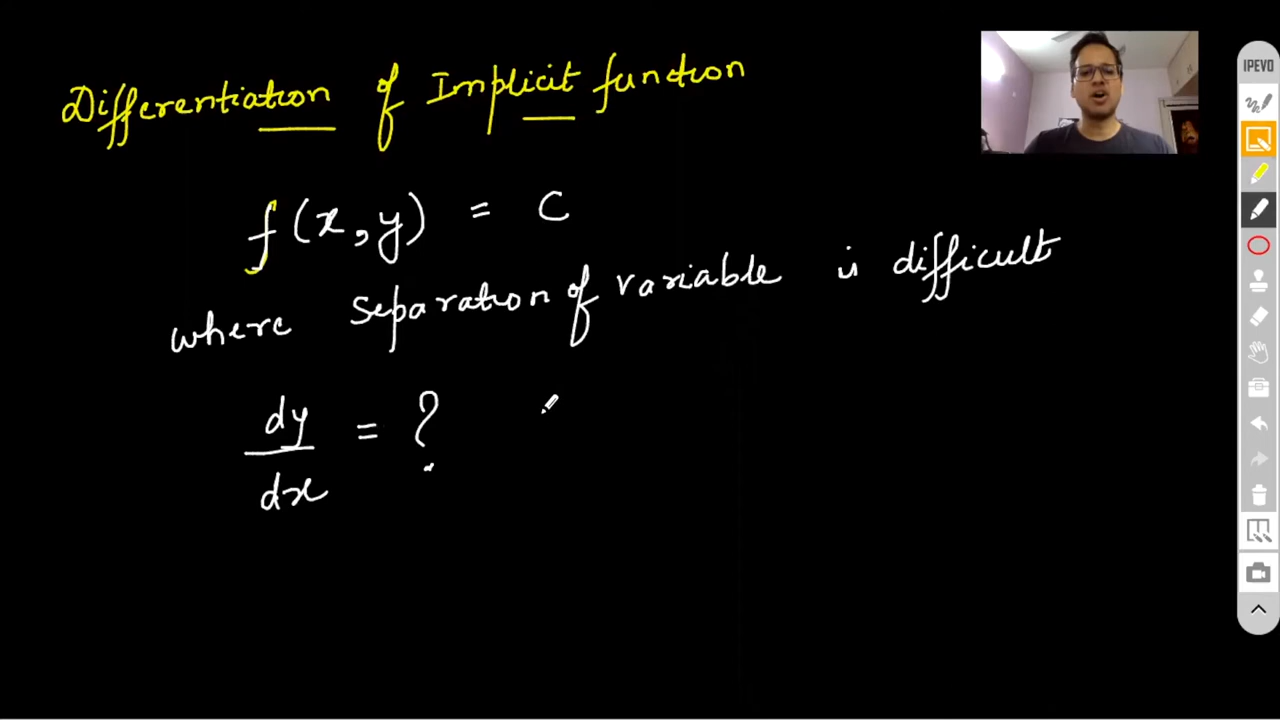 Differentiation of Implicit function
f(x,y) = c
where separation of variable is difficult
dy
dx = ?
IPEVO